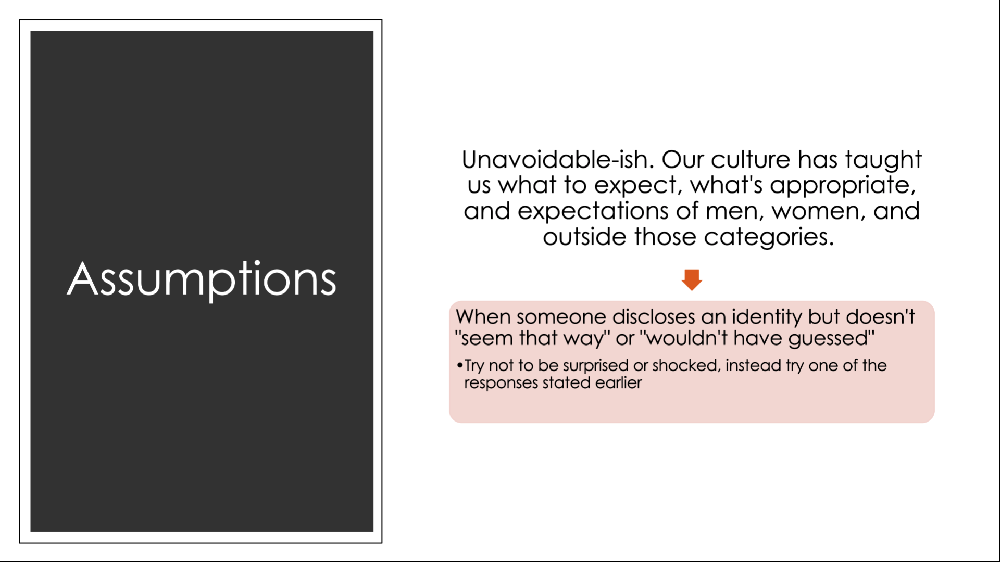 Assumptions
Unavoidable-ish. Our culture has taught
us what to expect, what's appropriate,
and expectations of men, women, and
outside those categories.
When someone discloses an identity but doesn't
"seem that way" or "wouldn't have guessed"
•Try not to be surprised or shocked, instead try one of the
responses stated earlier